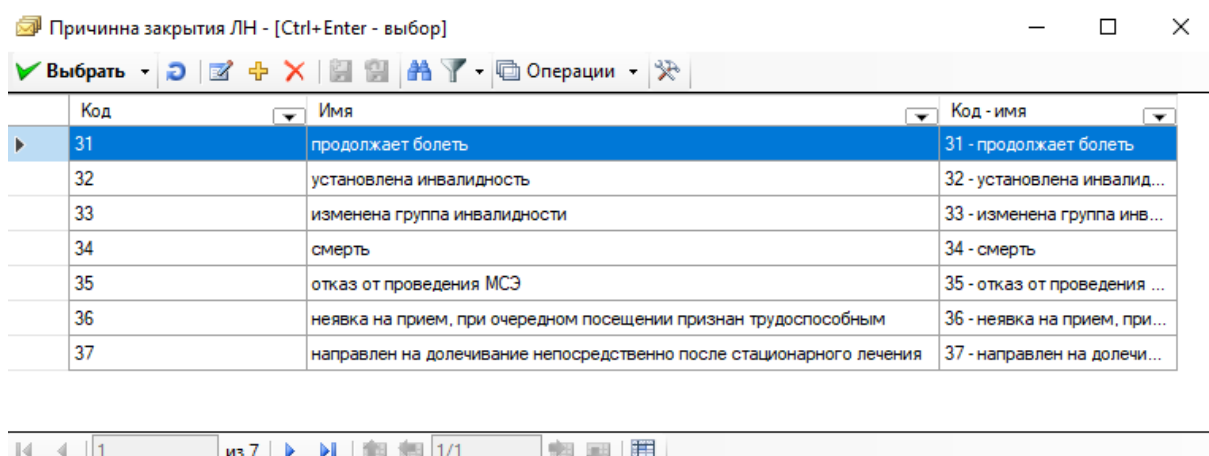 Причинна закрытия ЛН - [Ctrl+Enter - выбор]
Выбрать Операции
Код Имя Код - имя
31 продолжает болеть 31 - продолжает болеть
32 установлена инвалидность 32 - установлена инвалид...
33 изменена группа инвалидности 33 - изменена группа инв...
34 смерть 34 - смерть
35 отказ от проведения МСЭ 35 - отказ от проведения ...
36 неявка на прием, при очередном посещении признан трудоспособным 36 - неявка на прием, при...
37 направлен на долечивание непосредственно после стационарного лечения 37 - направлен на долечи...
1 из 7 1/1